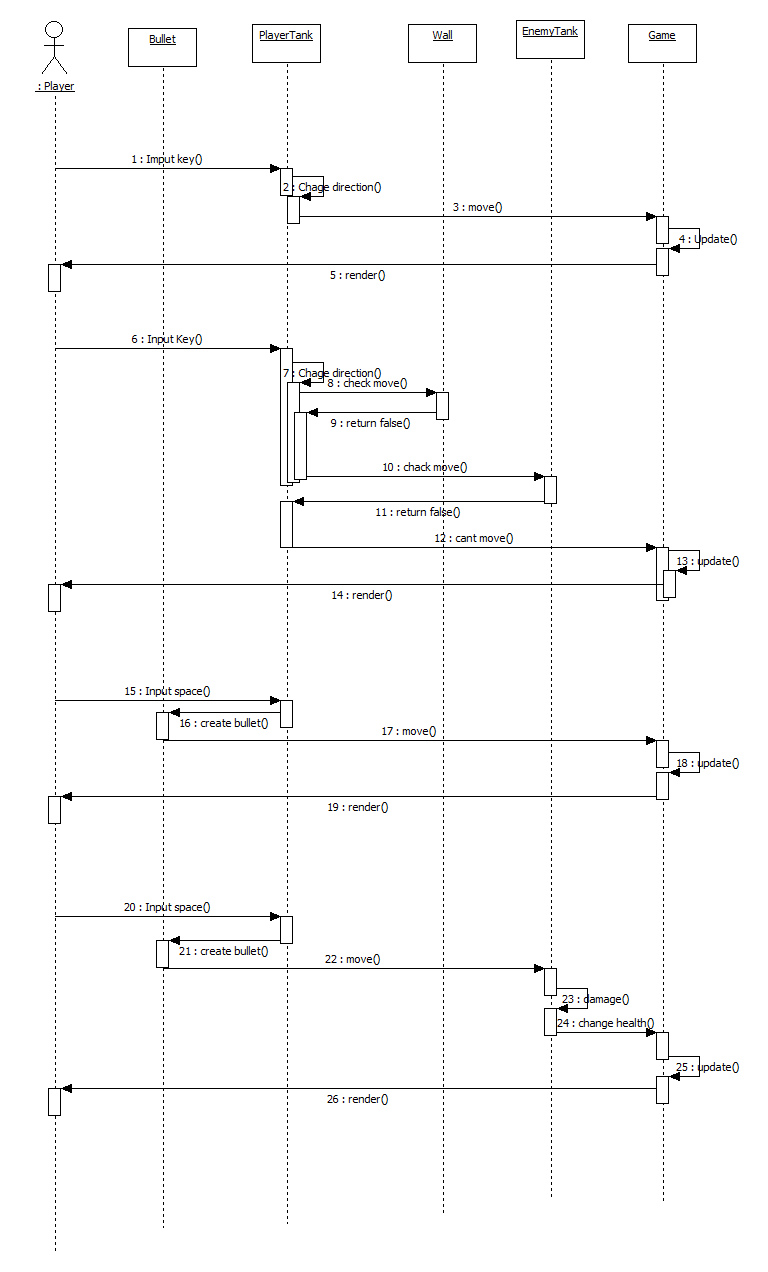 Bullet
PlayerTank
Wall
EnemyTank
Game
: Player
1 : Imput key()
2 : Chage direction()
3 : move()
4 : Update()
5 : render()
6 : Input Key()
7 : Chage direction()
8 : check move()
9 : return false()
10 : chack move()
11 : return false()
12 : cant move()
13 : update()
14 : render()
15 : Input space()
16 : create bullet()
17 : move()
18 : update()
19 : render()
20 : Input space()
21 : create bullet()
22 : move()
23 : damage()
24 : change health()
25 : update()
26 : render()